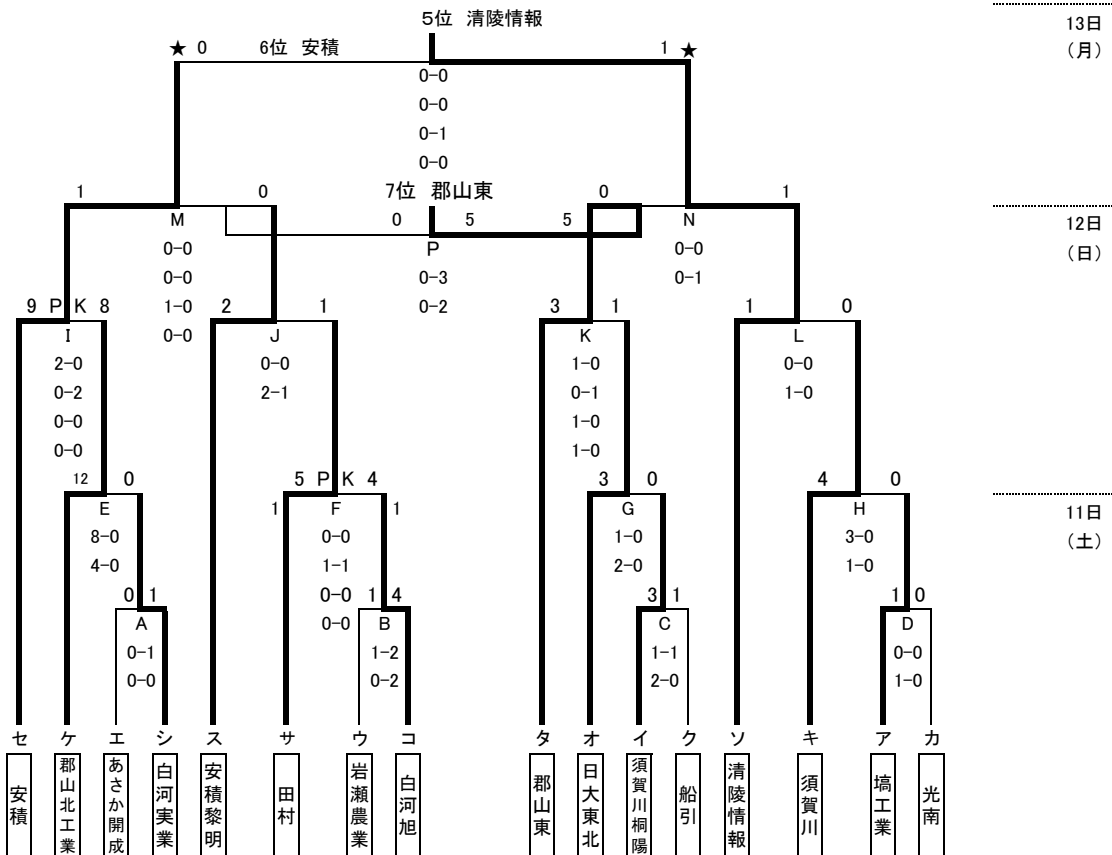 5位 清陵情報
13日
(月)
★ 0 6位 安積 1 ★
0-0
0-0
0-1
0-0
1 0 7位 郡山東 0 1
12日
(日)
M 0 5 5 N
0-0 P 0-0
0-0 0-3 0-1
1-0 0-2
0-0
9 P K 8 2 1 3 1 1 0
I J K L
2-0 0-0 1-0 0-0
0-2 2-1 0-1 1-0
0-0 1-0
0-0 1-0
12 0 5 P K 4 3 0 4 0
11日
(土)
E 1 F 1 G H
8-0 0-0 1-0 3-0
4-0 1-1 2-0 1-0
0-0
0-0
0 1 1 4 3 1 1 0
A B C D
0-1 1-2 1-1 0-0
0-0 0-2 2-0 1-0
セ ケ エ シ ス サ ウ コ タ オ イ ク ソ キ ア カ
安積
郡山北工業
あさか開成
白河実業
安積黎明
田村
岩瀬農業
白河旭
郡山東
日大東北
須賀川桐陽
船引
清陵情報
須賀川
塙工業
光南